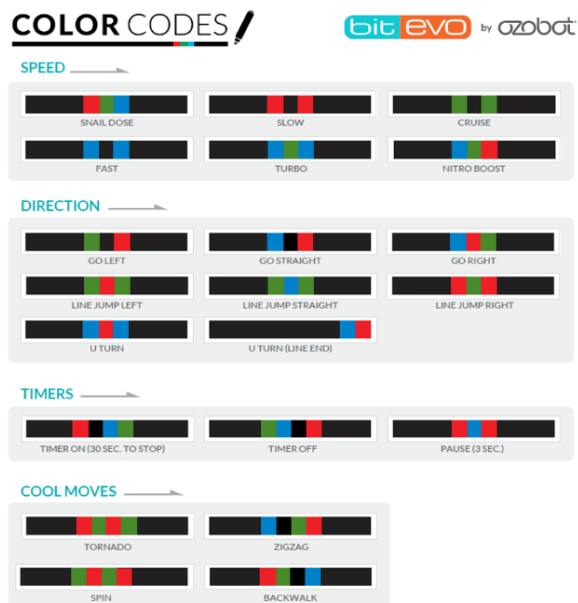 COLOR CODES
bit evo by ozobot
SPEED
SNAIL DOSE SLOW CRUISE
FAST TURBO NITRO BOOST
DIRECTION
GO LEFT GO STRAIGHT GO RIGHT
LINE JUMP LEFT LINE JUMP STRAIGHT LINE JUMP RIGHT
U TURN U TURN (LINE END)
TIMERS
TIMER ON (30 SEC. TO STOP) TIMER OFF PAUSE (3 SEC.)
COOL MOVES
TORNADO ZIGZAG
SPIN BACKWALK